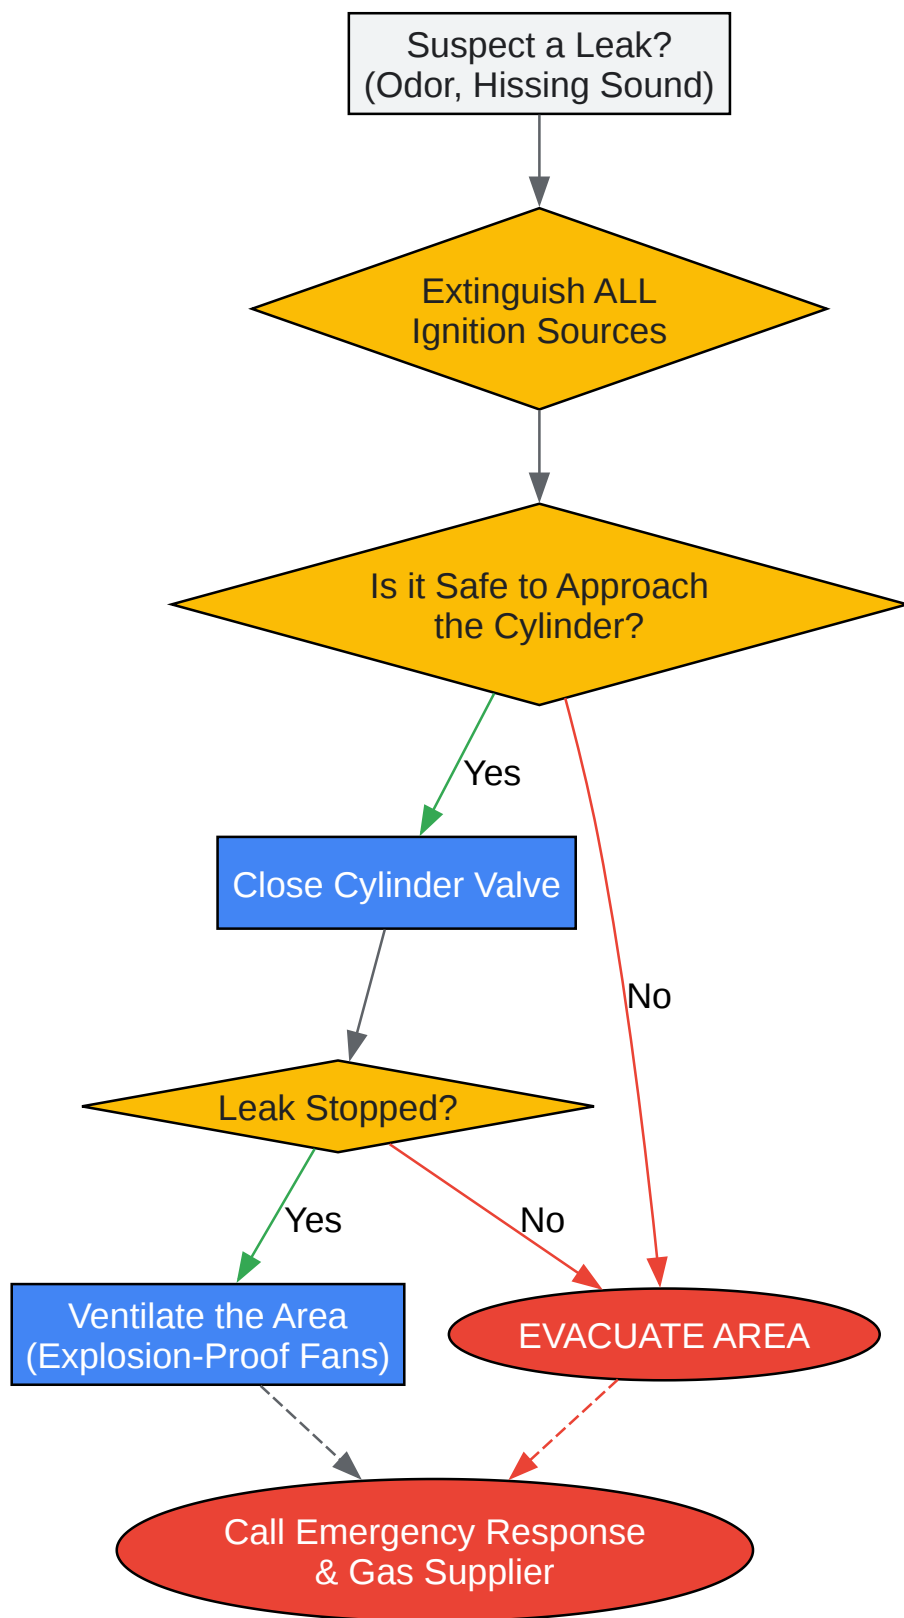 Suspect a Leak?
(Odor, Hissing Sound)
Extinguish ALL
Ignition Sources
Is it Safe to Approach
the Cylinder?
Yes
Close Cylinder Valve
No
Leak Stopped?
Yes
No
Ventilate the Area
(Explosion-Proof Fans)
EVACUATE AREA
Call Emergency Response
& Gas Supplier